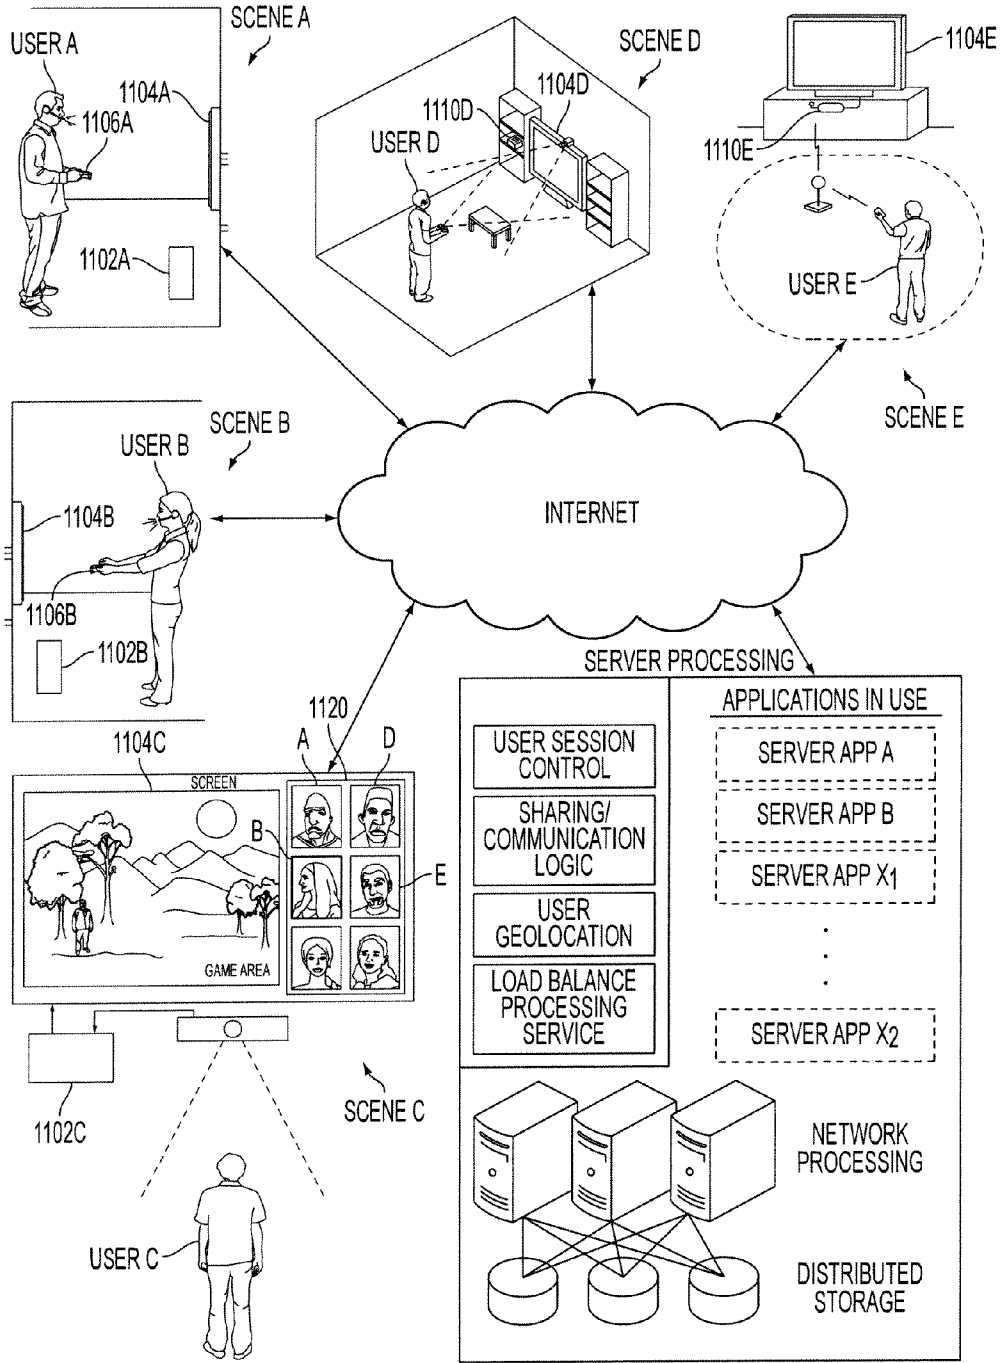 SCENE A
USER A
1104A
1106A
1102A
SCENE D
1104D
1110D
USER D
1104E
1110E
USER E
SCENE E
SCENE B
USER B
1104B
1106B
1102B
INTERNET
SERVER PROCESSING
1120
1104C
A
D
SCREEN
B
E
GAME AREA
1102C
SCENE C
USER C
USER SESSION
CONTROL
SHARING/
COMMUNICATION
LOGIC
USER
GEOLOCATION
LOAD BALANCE
PROCESSING
SERVICE
APPLICATIONS IN USE
SERVER APP A
SERVER APP B
SERVER APP X1
SERVER APP X2
NETWORK
PROCESSING
DISTRIBUTED
STORAGE